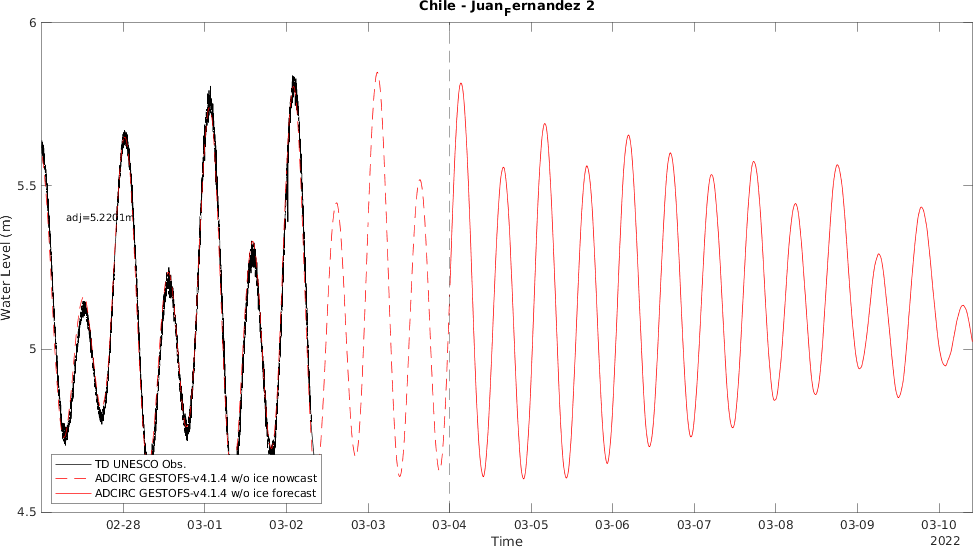 Chile - Juan_Fernandez 2
Water Level (m)
6
5.5
5
4.5
adj=5.2201m
TD UNESCO Obs.
ADCIRC GESTOFS-v4.1.4 w/o ice nowcast
ADCIRC GESTOFS-v4.1.4 w/o ice forecast
02-28 03-01 03-02 03-03 03-04 03-05 03-06 03-07 03-08 03-09 03-10
Time
2022